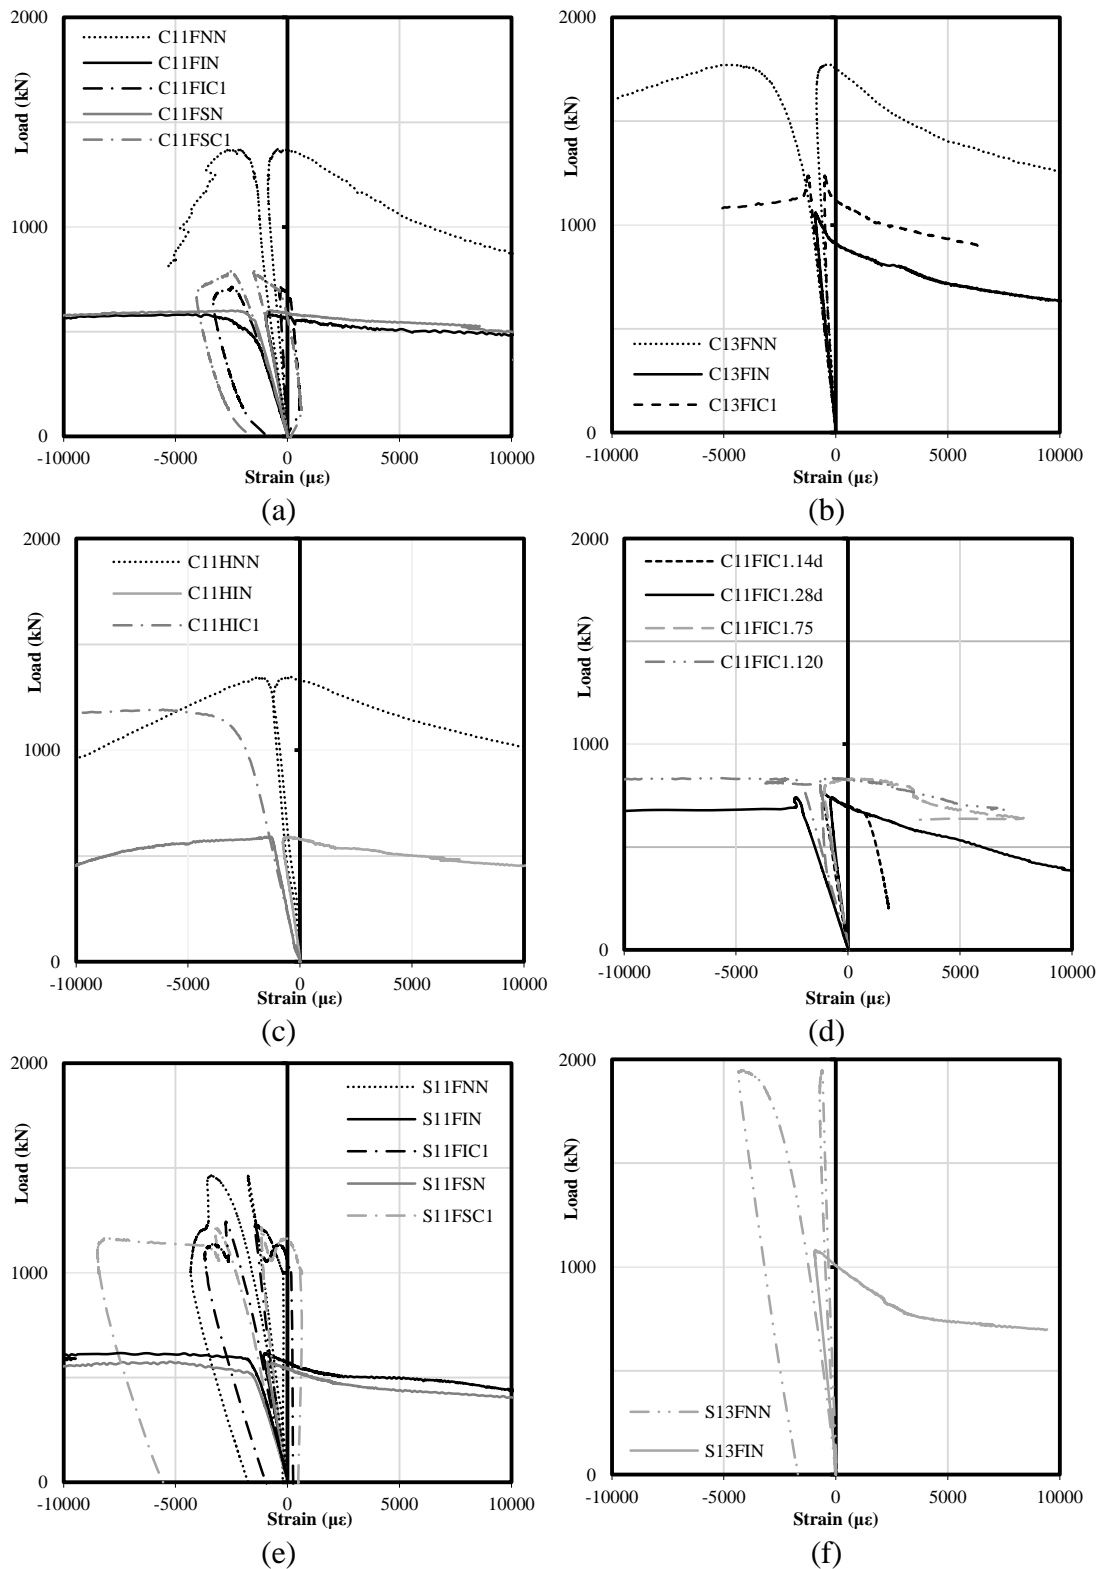 2000
1000
0
Load (kN)
C11FNN
C11FIN
C11FIC1
C11FSN
C11FSC1
-10000 -5000 0 5000 10000
Strain (με)
(a)
2000
1500
1000
500
0
Load (kN)
C13FNN
C13FIN
C13FIC1
-10000 -5000 0 5000 10000
Strain (με)
(b)
2000
1000
0
Load (kN)
C11HNN
C11HIN
C11HIC1
-10000 -5000 0 5000 10000
Strain (με)
(c)
2000
1000
0
Load (kN)
C11FIC1.14d
C11FIC1.28d
C11FIC1.75
C11FIC1.120
-10000 -5000 0 5000 10000
Strain (με)
(d)
2000
1000
0
Load (kN)
S11FNN
S11FIN
S11FIC1
S11FSN
S11FSC1
-10000 -5000 0 5000 10000
Strain (με)
(e)
2000
1000
0
Load (kN)
S13FNN
S13FIN
-10000 -5000 0 5000 10000
Strain (με)
(f)